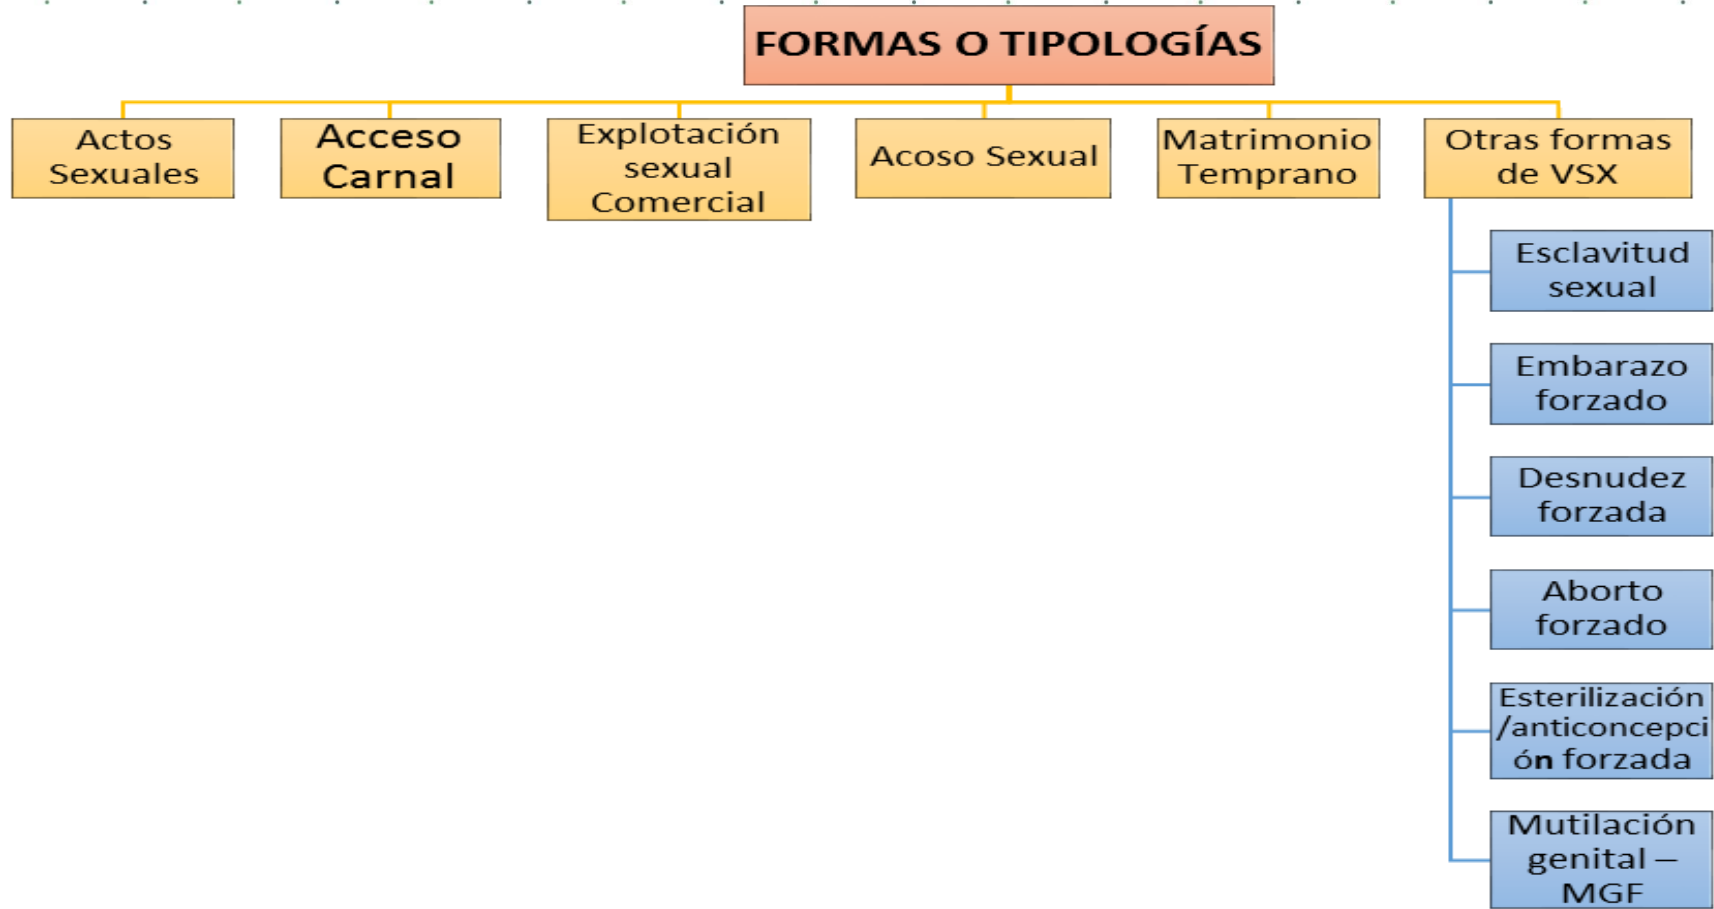 FORMAS O TIPOLOGÍAS
Actos
Sexuales
Acceso
Carnal
Explotación
sexual
Comercial
Acoso Sexual
Matrimonio
Temprano
Otras formas
de VSX
Esclavitud
sexual
Embarazo
forzado
Desnudez
forzada
Aborto
forzado
Esterilización
/anticoncepci
ón forzada
Mutilación
genital –
MGF